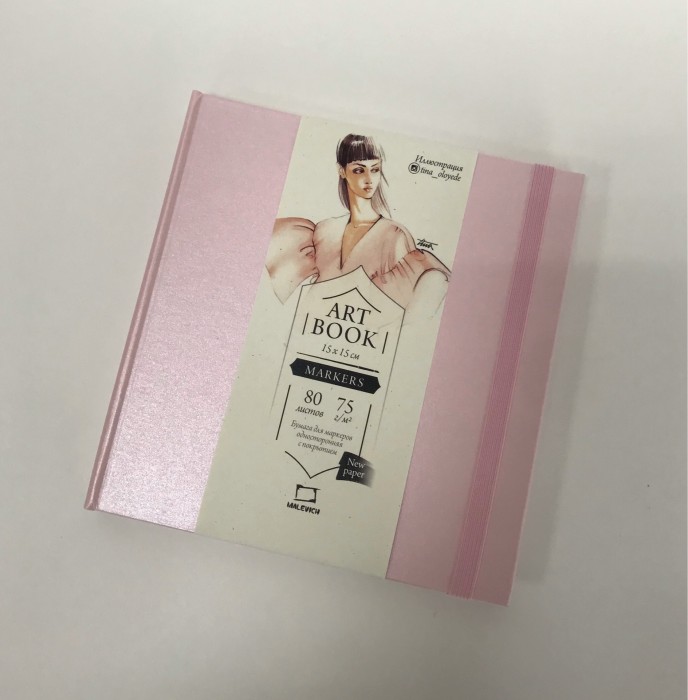 Иллюстрация
tina_oloyede
ART
BOOK
15 x 15 см
MARKERS
80 75
листов г/м²
Бумага для маркеров
односторонняя
с покрытием
New
paper
MALEVICH